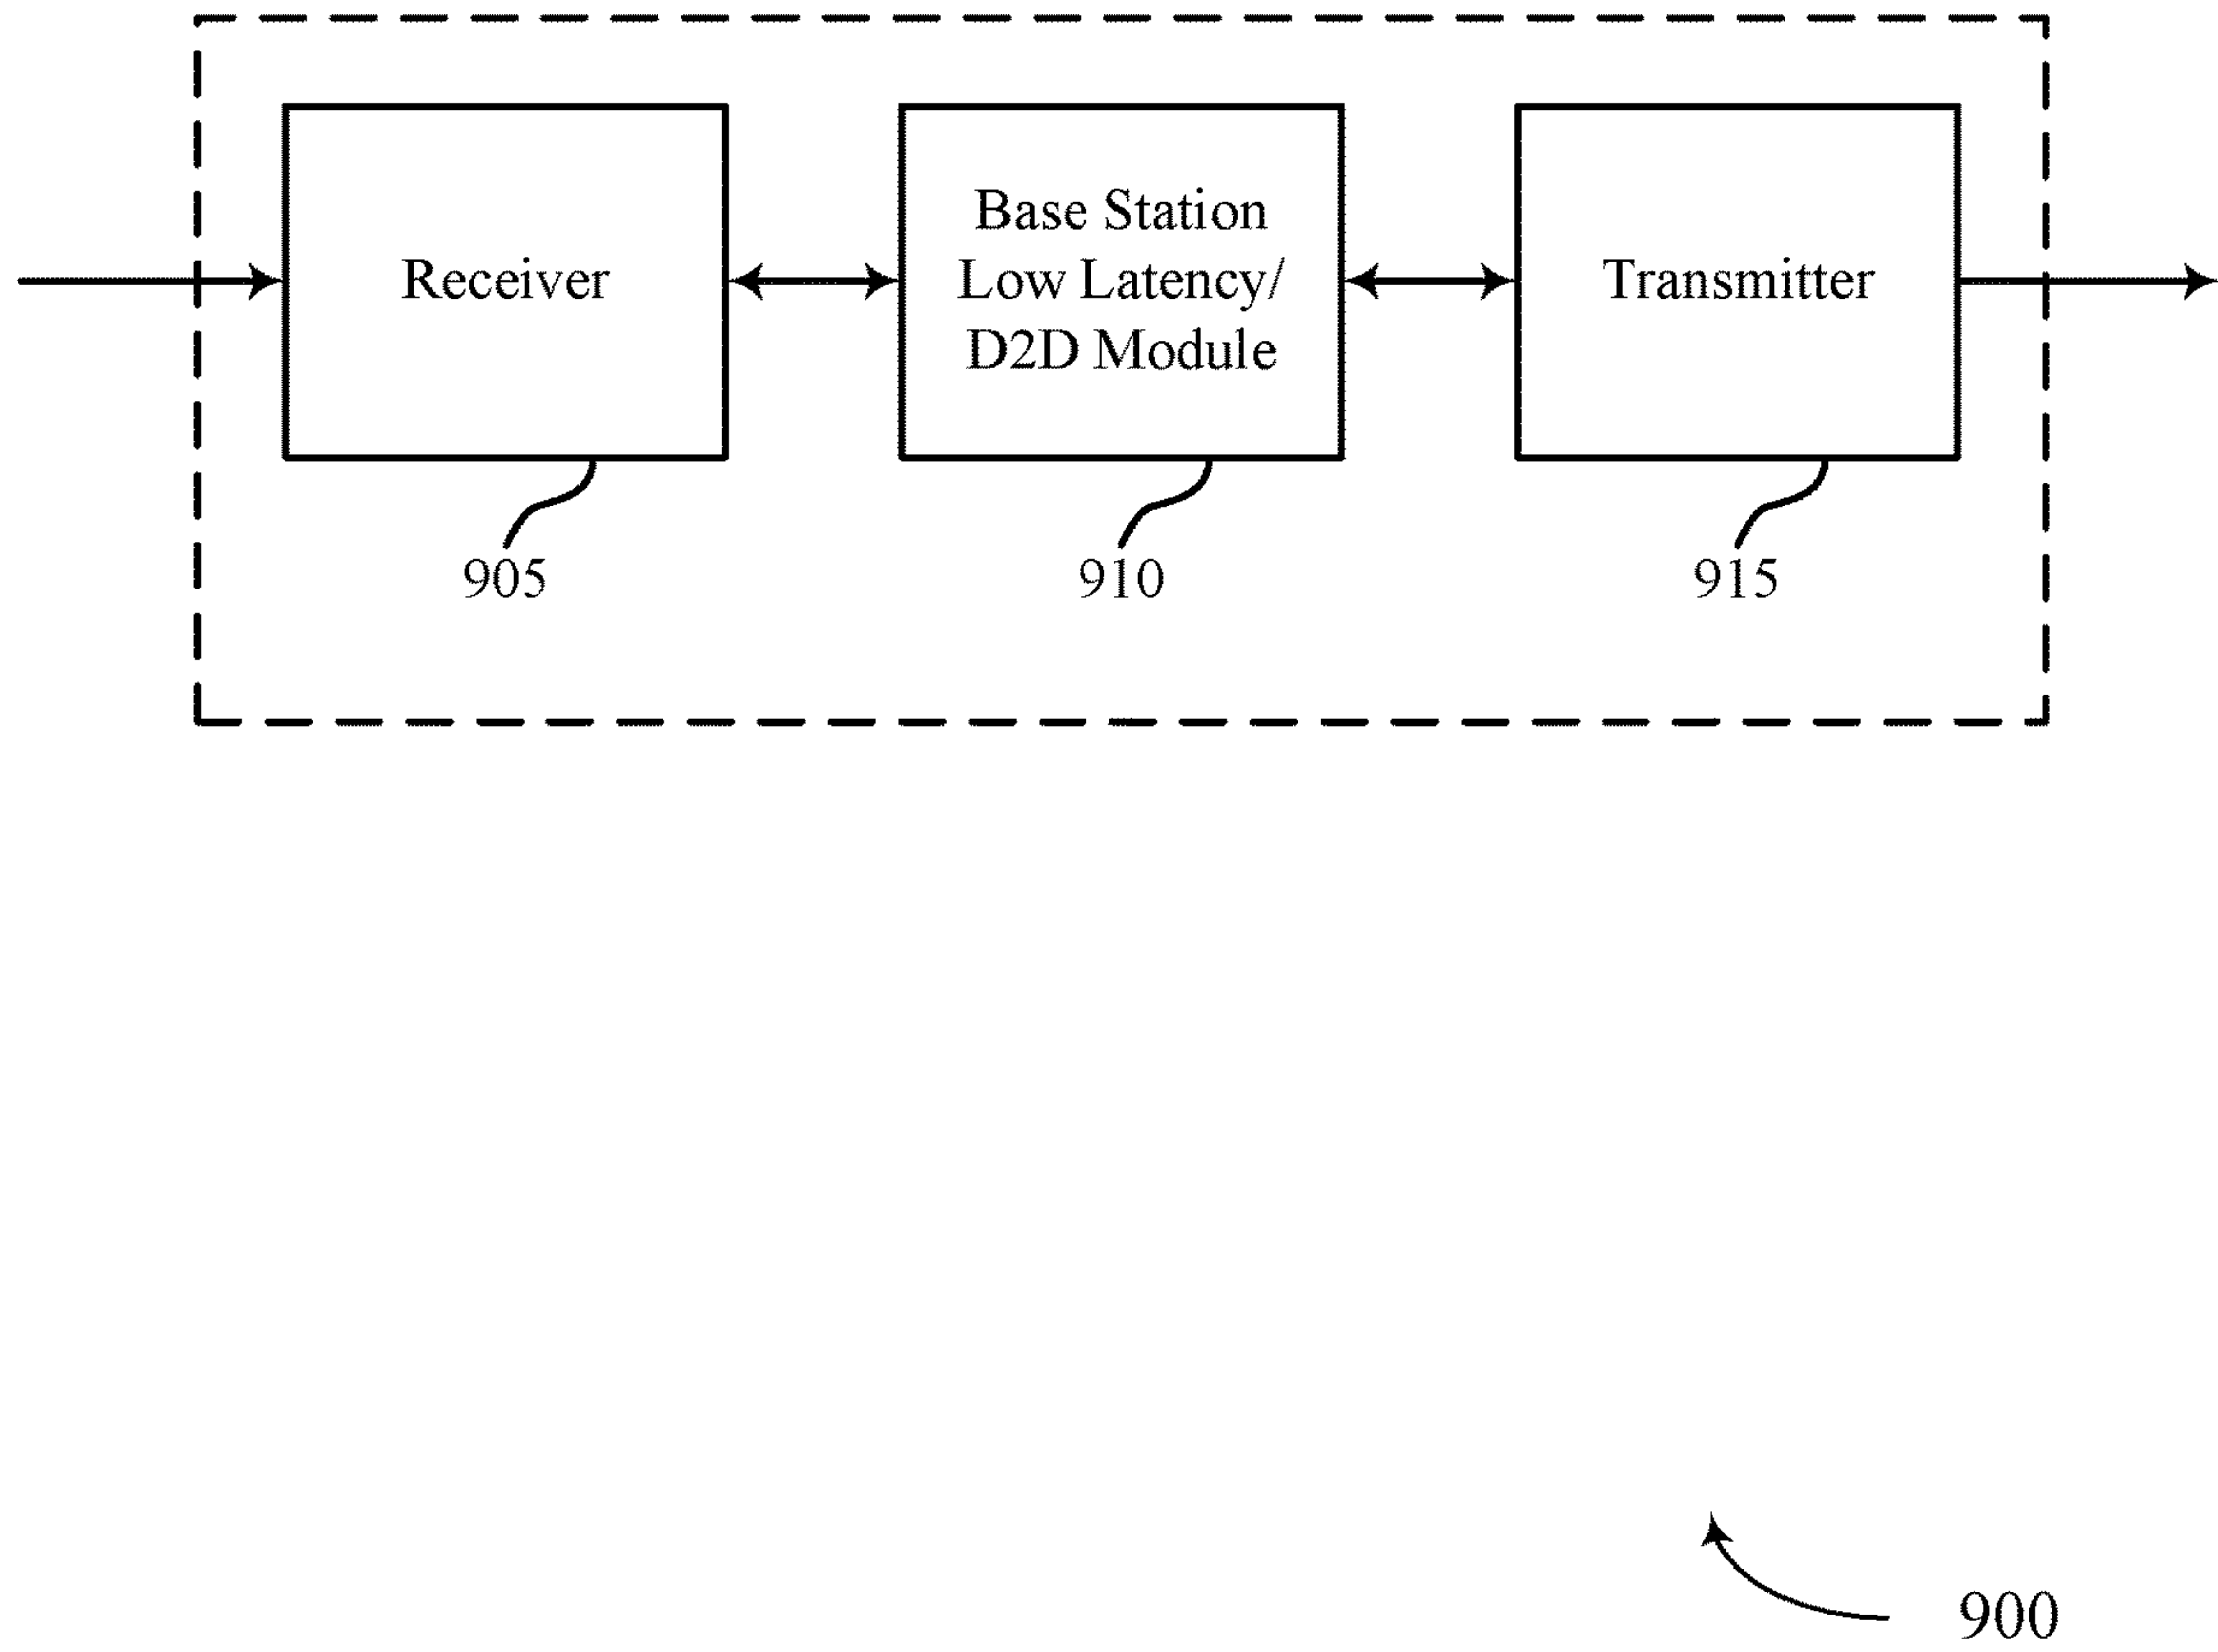 Receiver
Base Station
Low Latency/
D2D Module
Transmitter
905
910
915
900